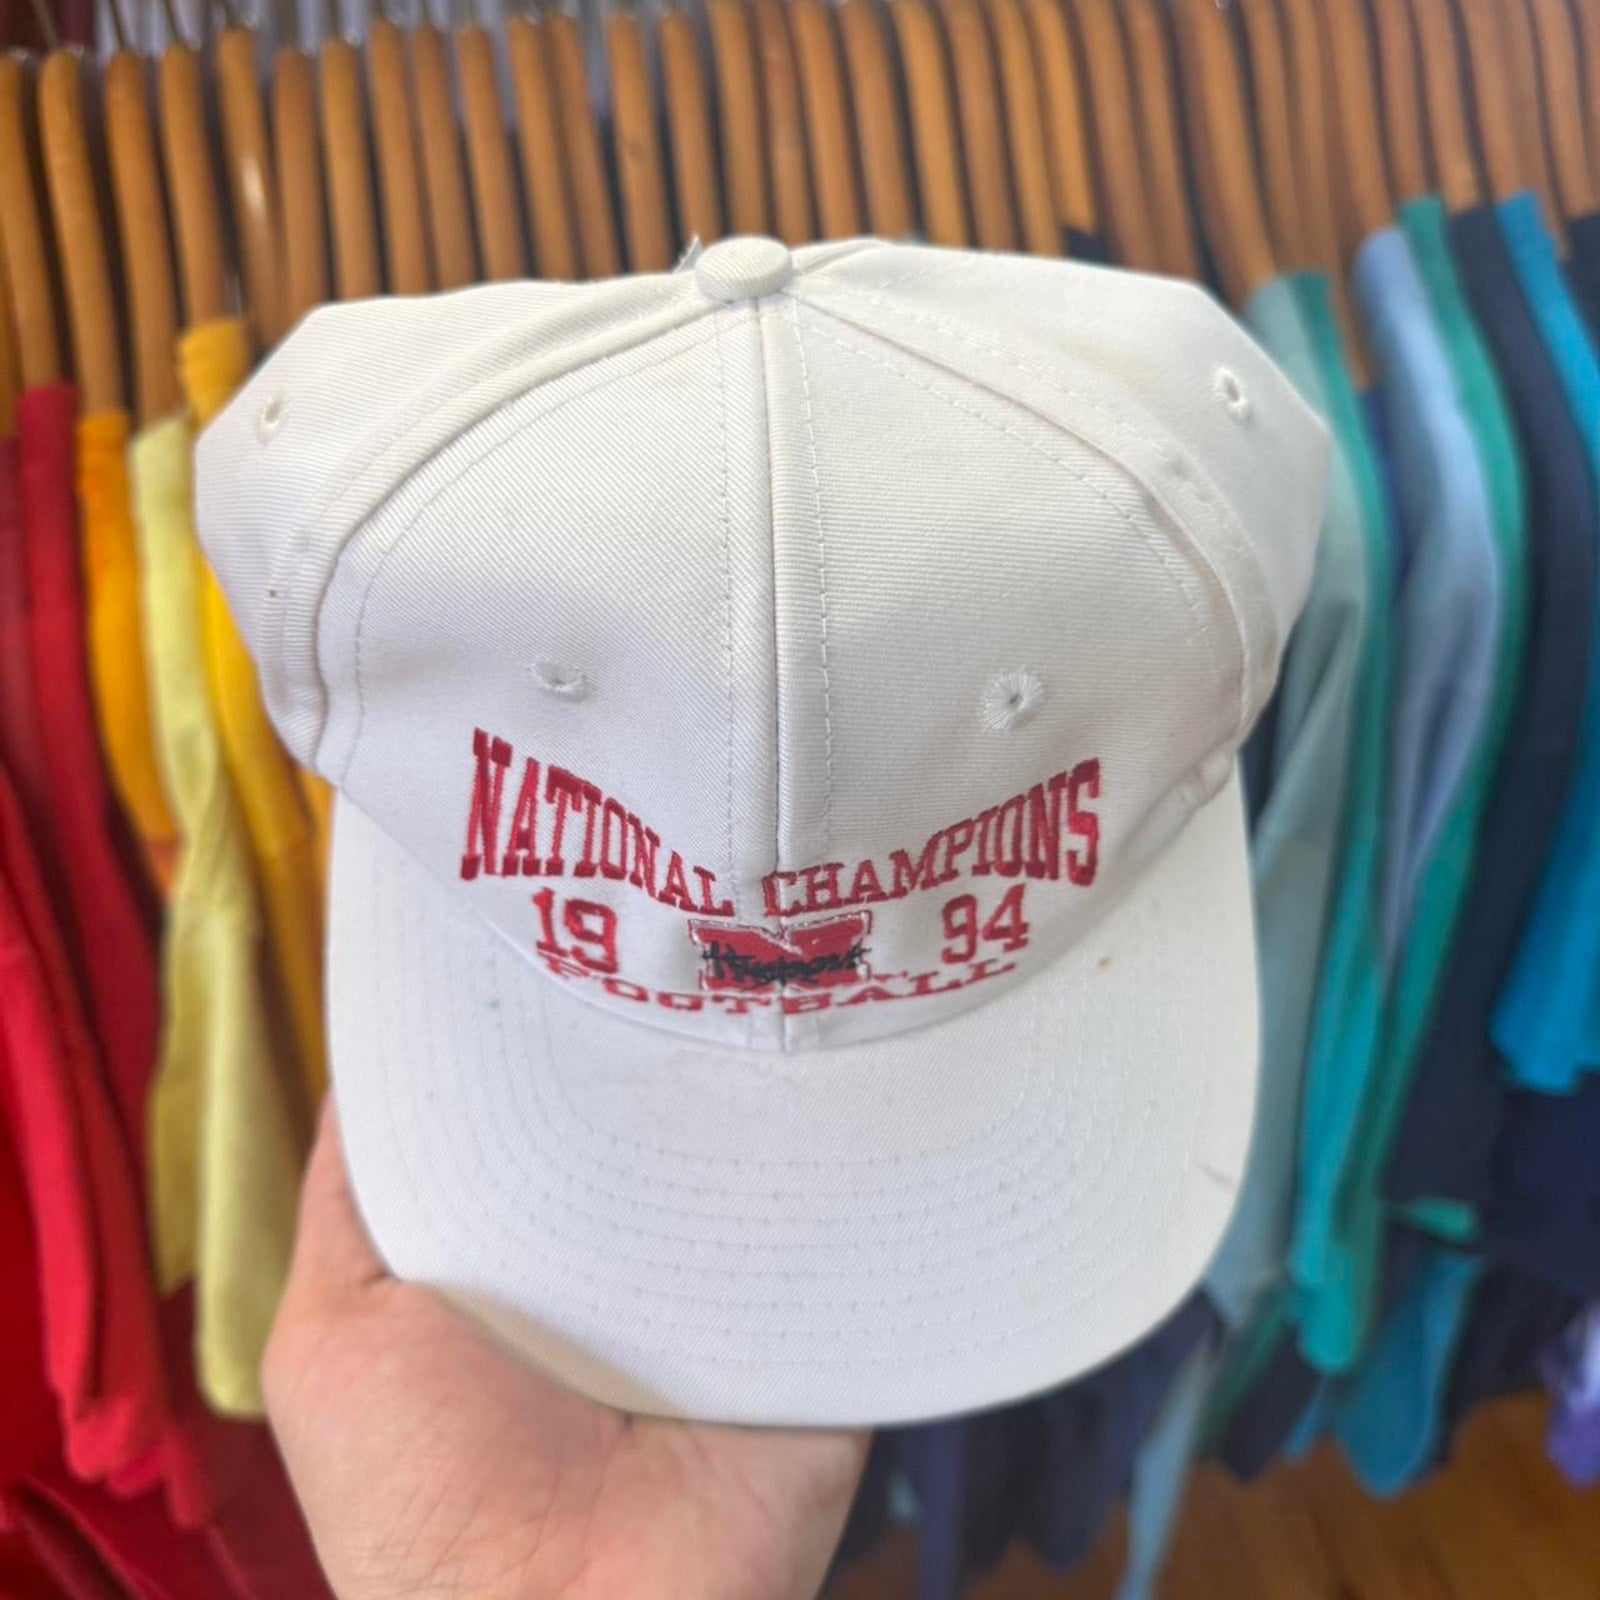 NATIONAL CHAMPIONS
19 N 94
Huskers
FOOTBALL